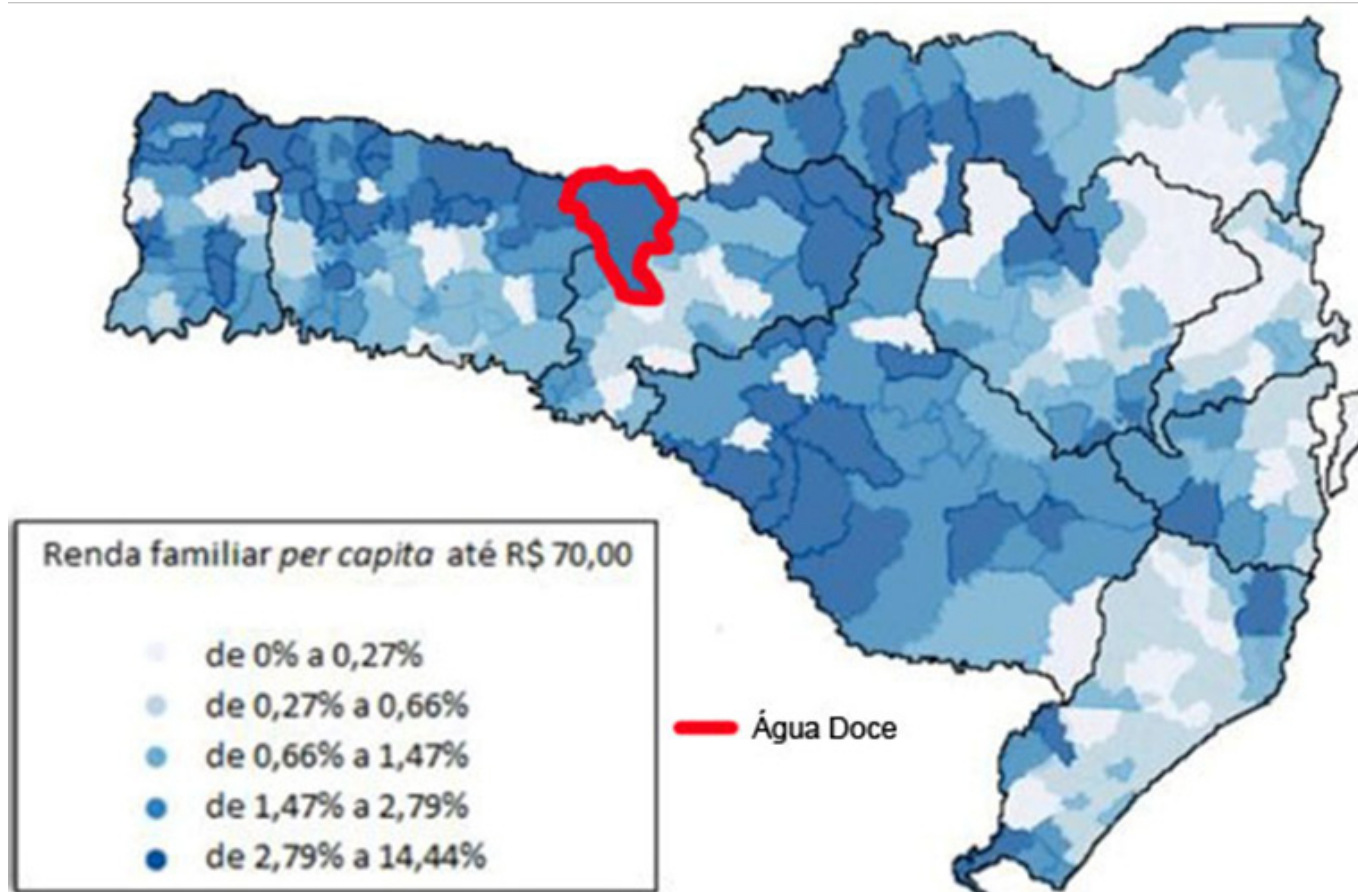 Renda familiar per capita até R$ 70,00
de 0% a 0,27%
de 0,27% a 0,66%
de 0,66% a 1,47%
de 1,47% a 2,79%
de 2,79% a 14,44%
Água Doce